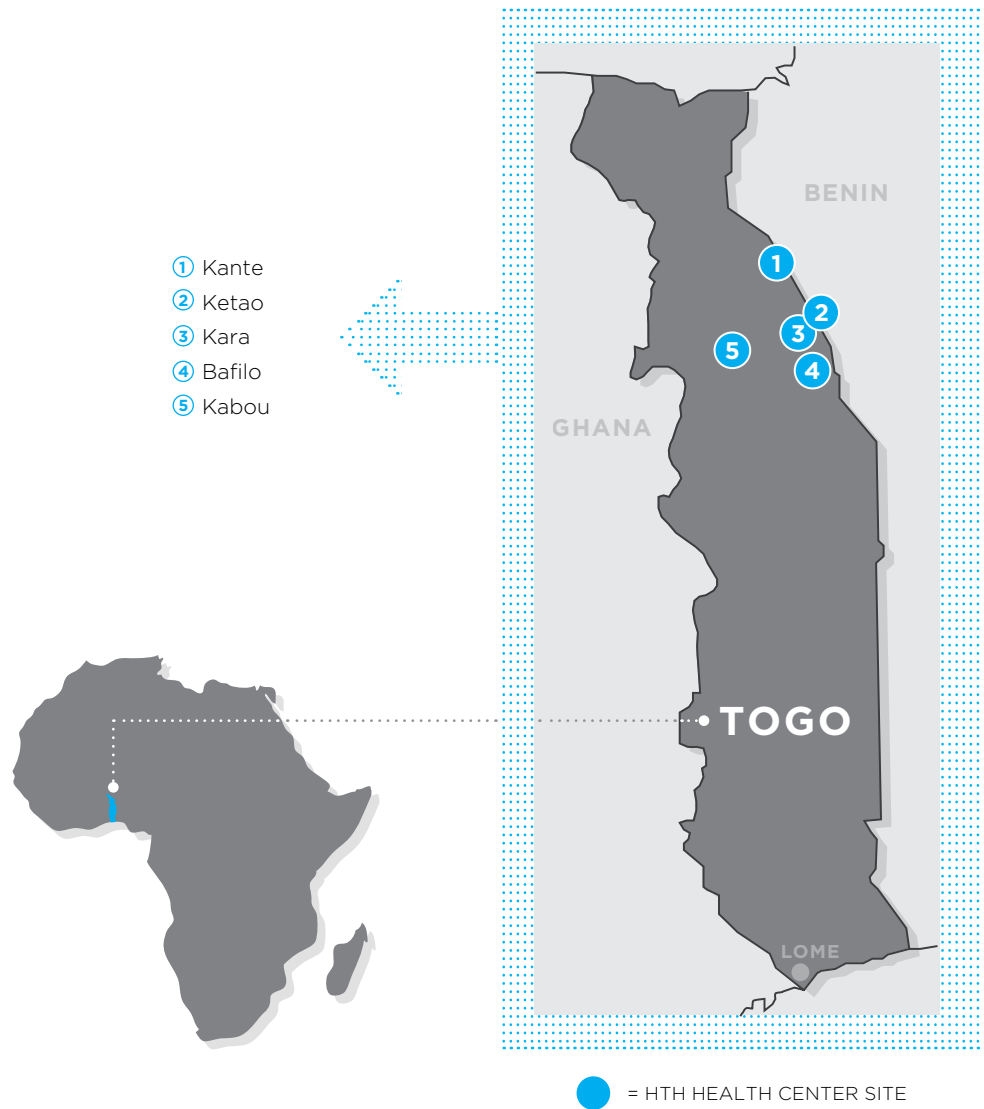 BENIN
1
2
3
5
4
① Kante
② Ketao
③ Kara
④ Bafilo
⑤ Kabou
GHANA
TOGO
LOME
= HTH HEALTH CENTER SITE